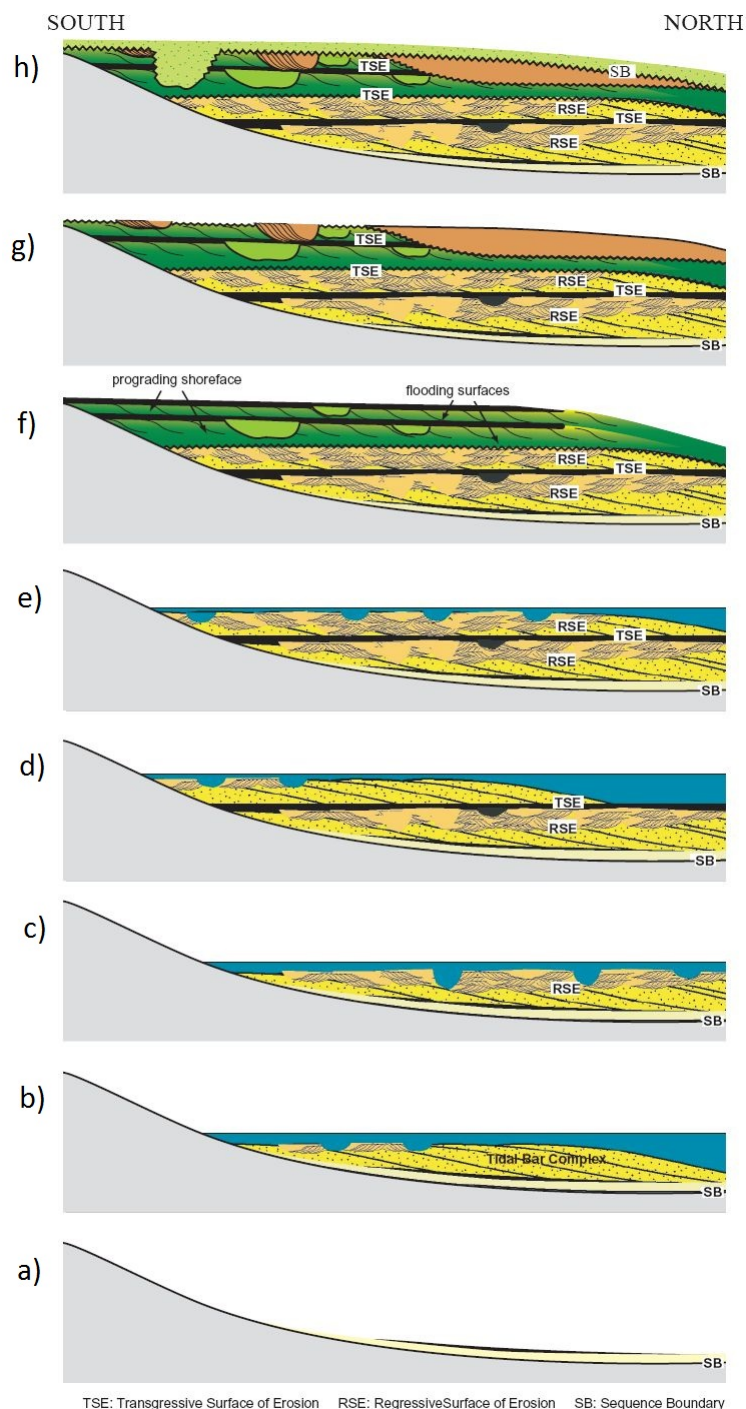 SOUTH NORTH
h)
TSE
SB
TSE
RSE
TSE
RSE
SB
g)
TSE
TSE
RSE
TSE
RSE
SB
prograding shoreface
flooding surfaces
f)
RSE
TSE
RSE
SB
e)
RSE
TSE
RSE
SB
d)
TSE
RSE
SB
c)
RSE
SB
b)
Tidal Bar Complex
SB
a)
SB
TSE: Transgressive Surface of Erosion RSE: RegressiveSurface of Erosion SB: Sequence Boundary